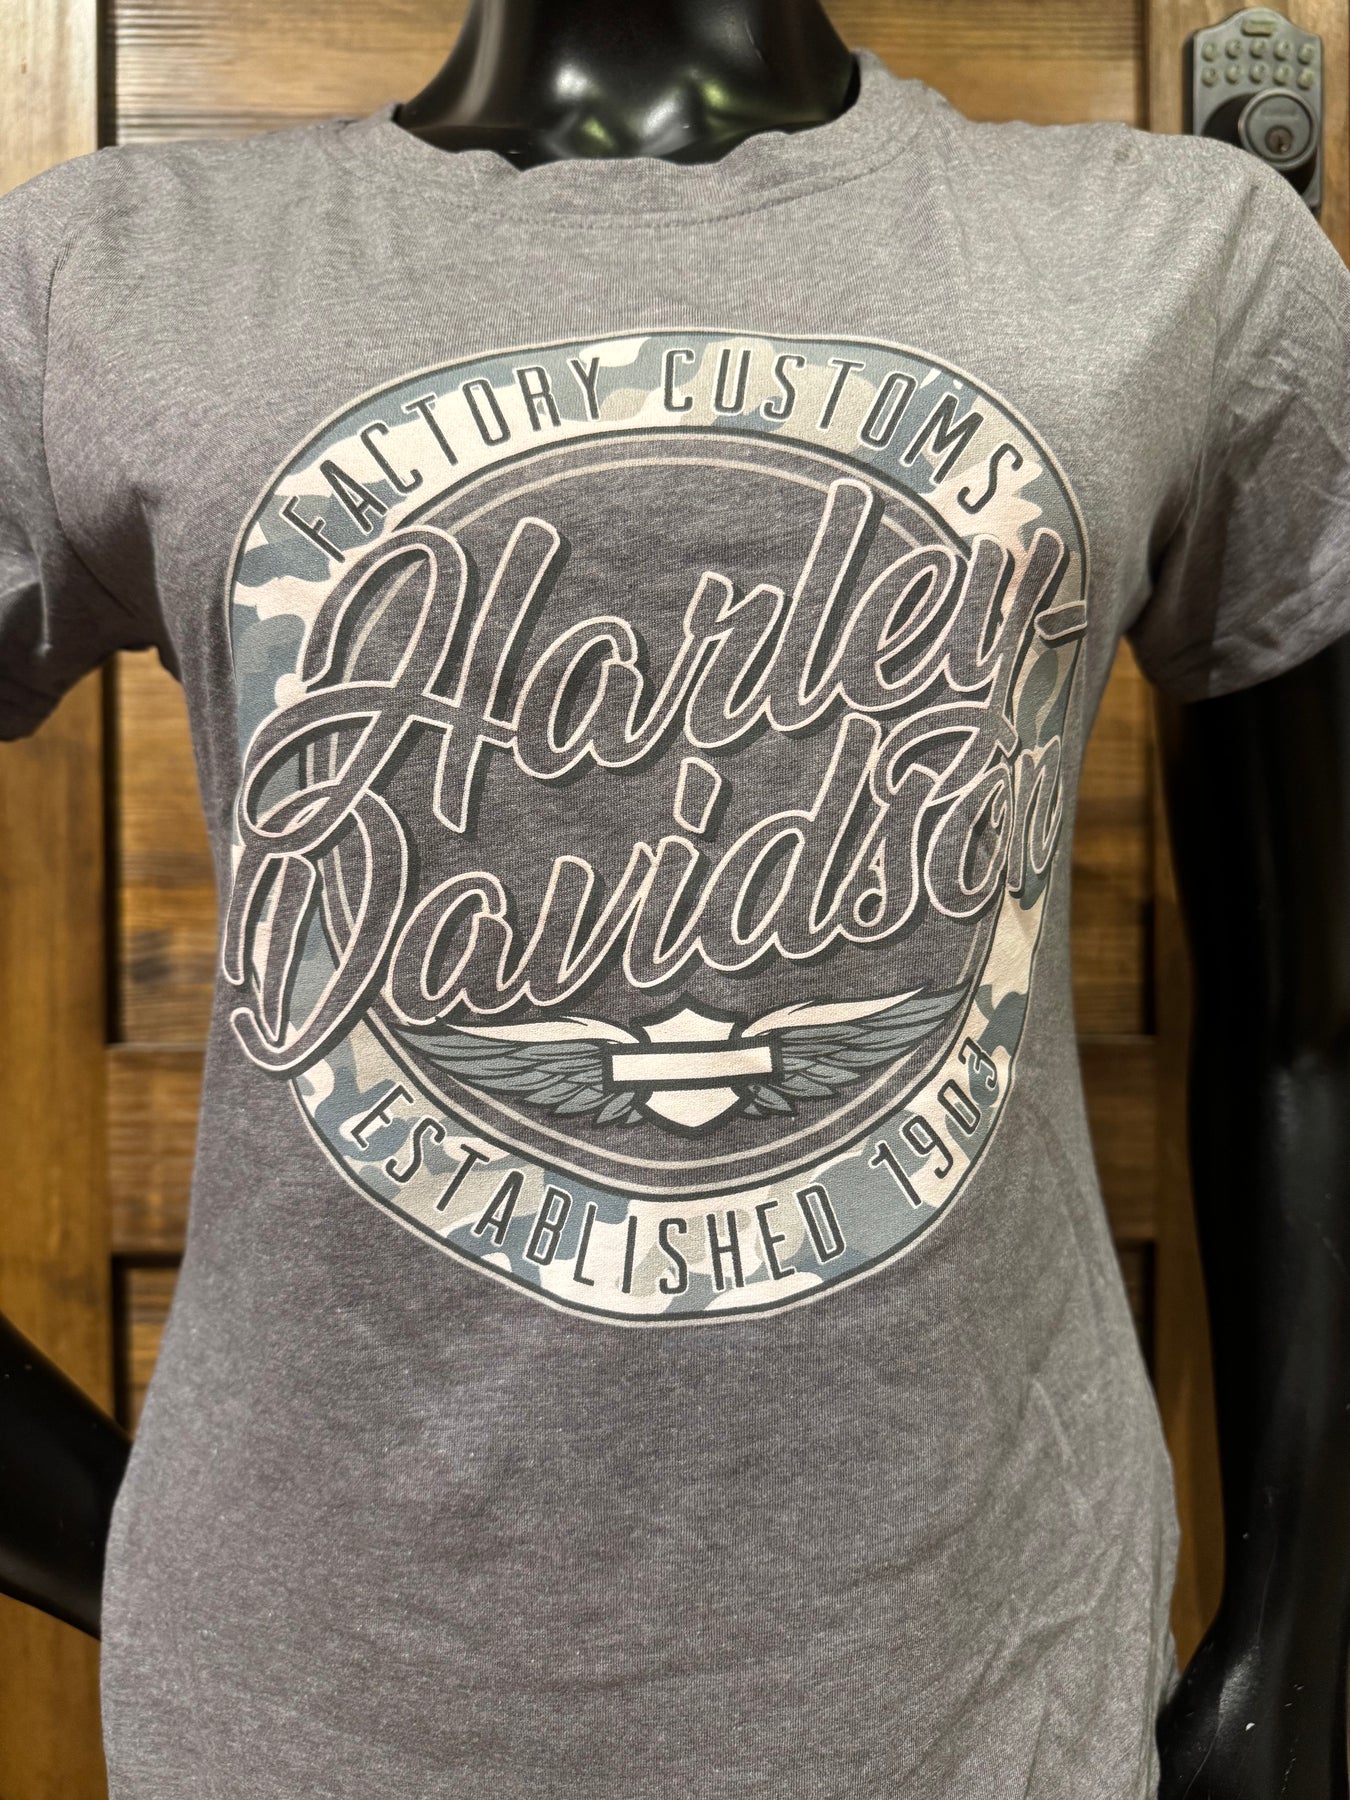 FACTORY CUSTOMS
Harley-
Davidson
ESTABLISHED 1903